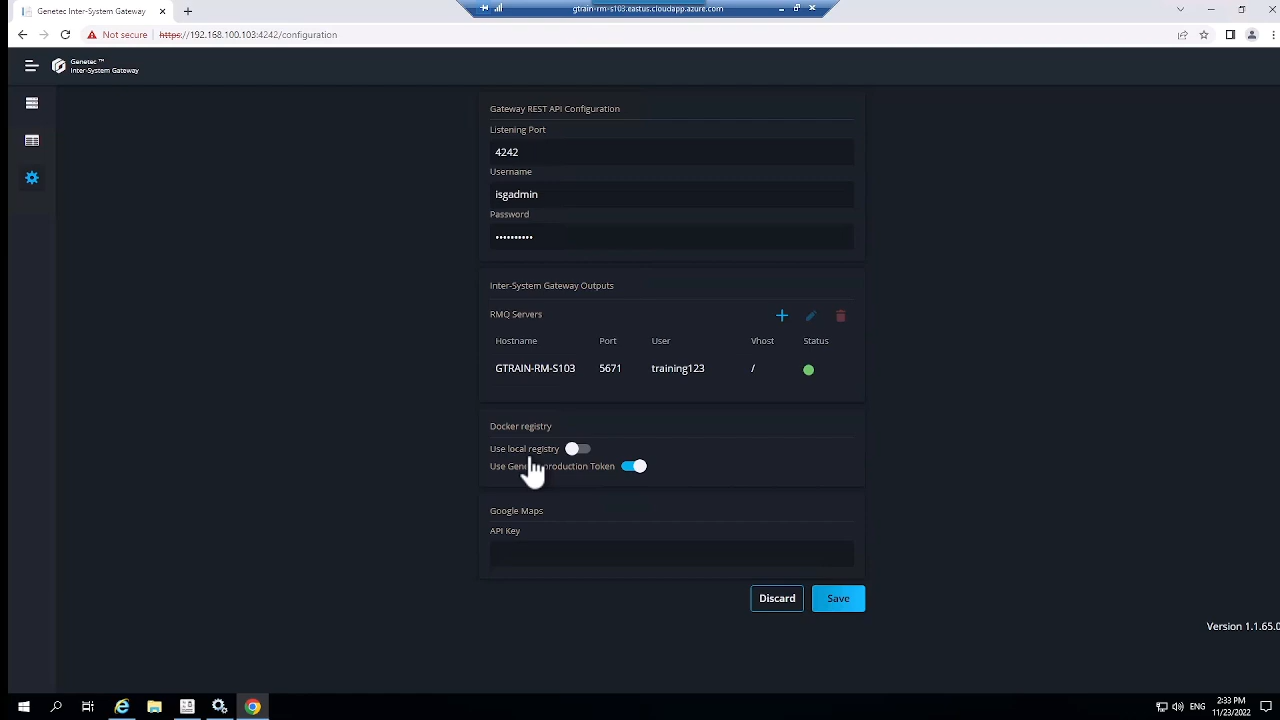 Genetec Inter-System Gateway
gtrain-rm-s103.eastus.cloudapp.azure.com
Not secure
https://192.168.100.103:4242/configuration
Genetec ™
Inter-System Gateway
Gateway REST API Configuration
Listening Port
4242
Username
isgadmin
Password
••••••••••
Inter-System Gateway Outputs
RMQ Servers
Hostname Port User Vhost Status
GTRAIN-RM-S103 5671 training123 /
Docker registry
Use local registry
Use production Token
Google Maps
API Key
Discard Save
Version 1.1.65.0
ENG
2:33 PM
11/23/2022